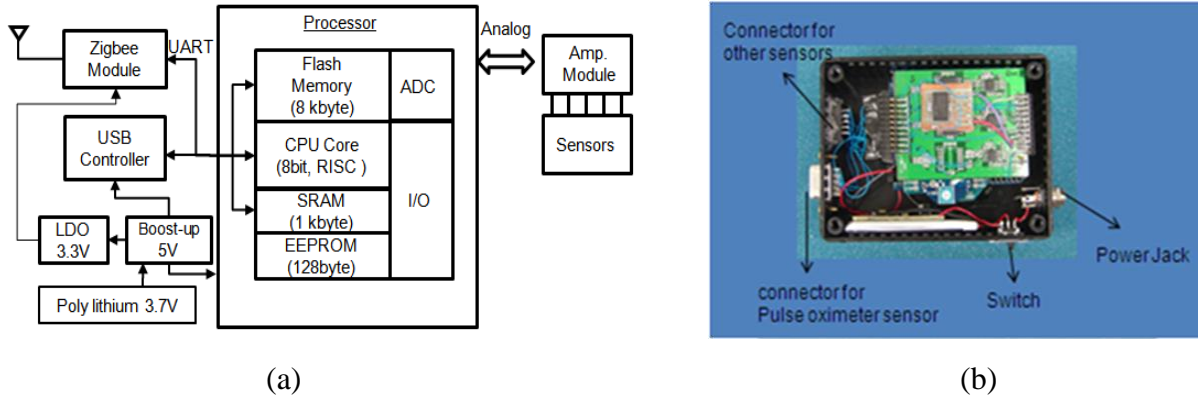 Processor
Zigbee
Module
UART
Flash
Memory
(8 kbyte)
ADC
Analog
Amp.
Module
USB
Controller
CPU Core
(8bit, RISC )
I/O
Sensors
SRAM
(1 kbyte)
LDO
3.3V
Boost-up
5V
EEPROM
(128byte)
Poly lithium 3.7V
(a)
Connector for
other sensors
Power Jack
connector for
Pulse oximeter sensor
Switch
(b)